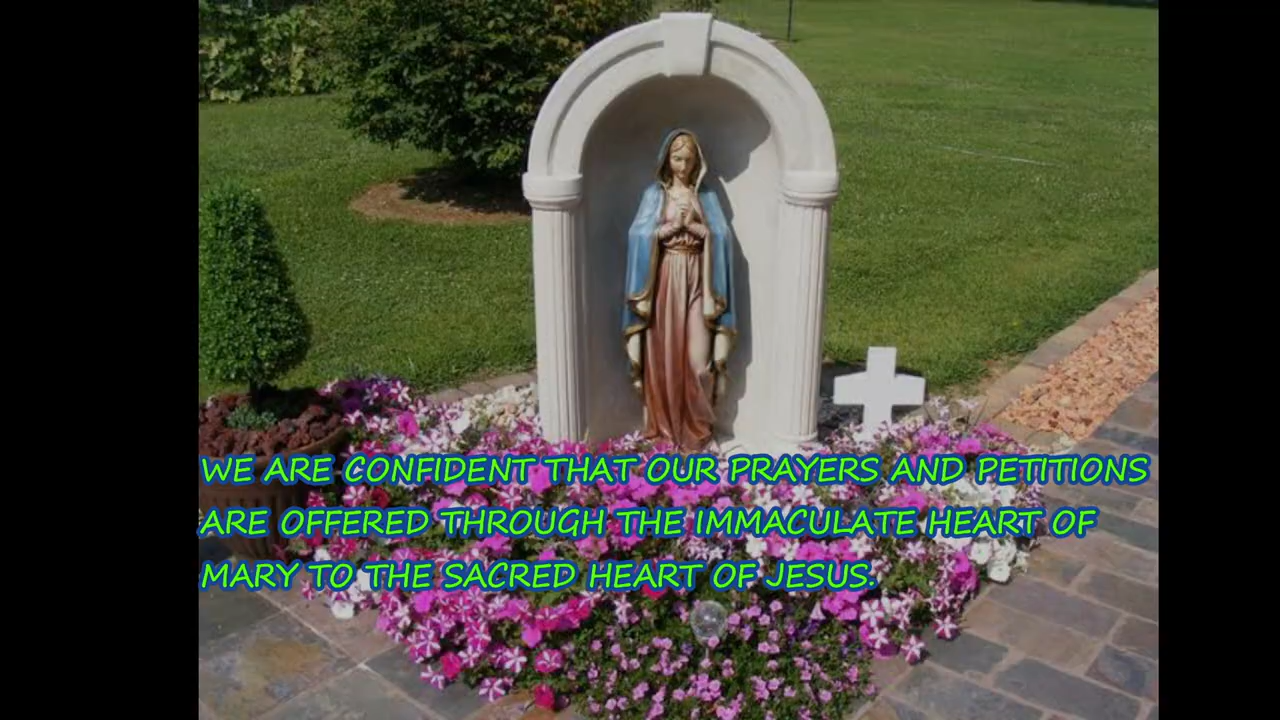 WE ARE CONFIDENT THAT OUR PRAYERS AND PETITIONS
ARE OFFERED THROUGH THE IMMACULATE HEART OF
MARY TO THE SACRED HEART OF JESUS.